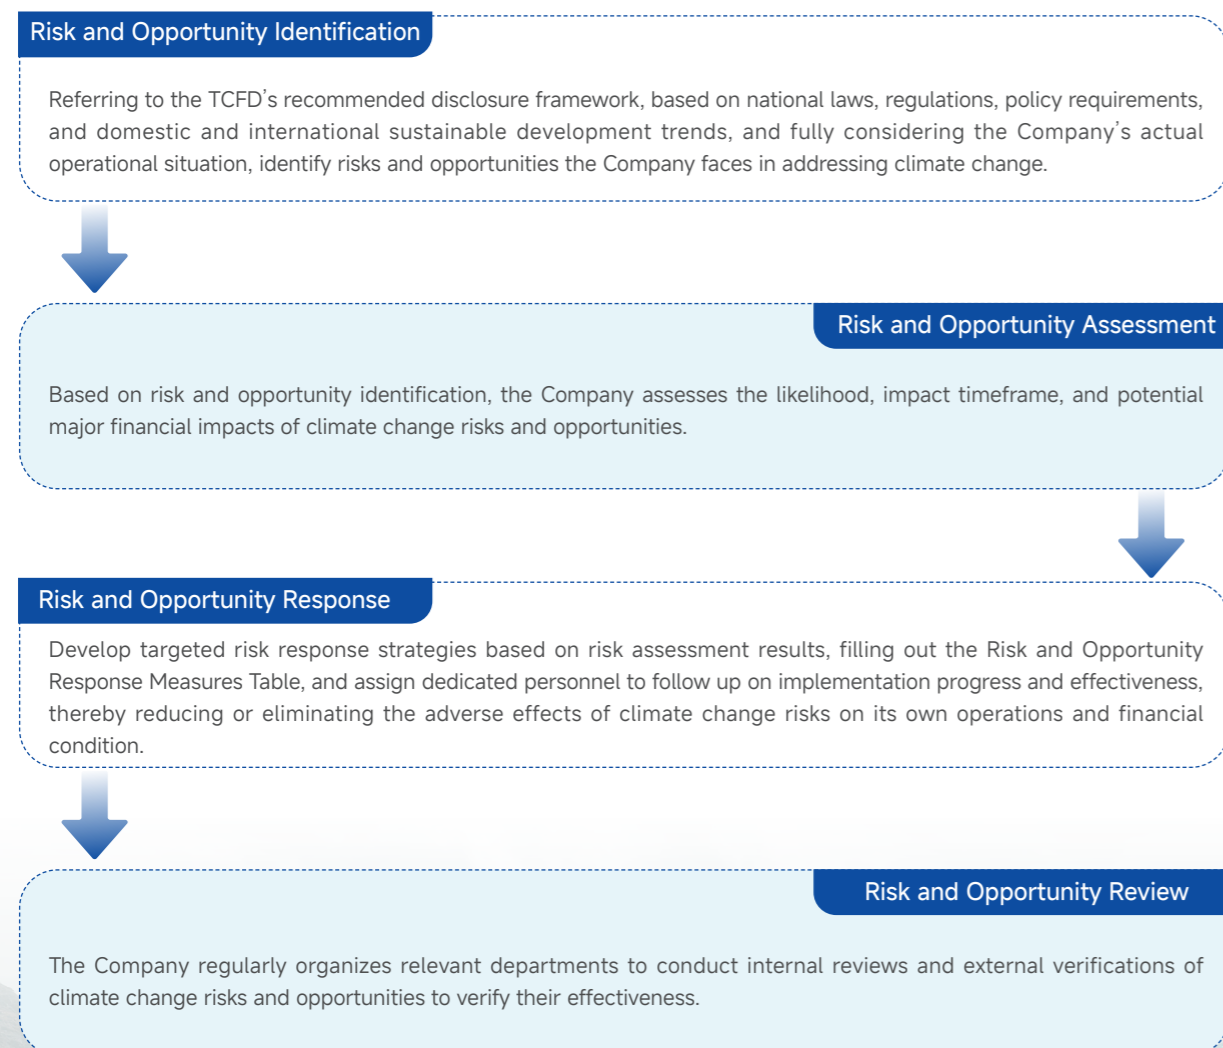 Risk and Opportunity Identification
Referring to the TCFD's recommended disclosure framework, based on national laws, regulations, policy requirements,
and domestic and international sustainable development trends, and fully considering the Company's actual
operational situation, identify risks and opportunities the Company faces in addressing climate change.
Risk and Opportunity Assessment
Based on risk and opportunity identification, the Company assesses the likelihood, impact timeframe, and potential
major financial impacts of climate change risks and opportunities.
Risk and Opportunity Response
Develop targeted risk response strategies based on risk assessment results, filling out the Risk and Opportunity
Response Measures Table, and assign dedicated personnel to follow up on implementation progress and effectiveness,
thereby reducing or eliminating the adverse effects of climate change risks on its own operations and financial
condition.
Risk and Opportunity Review
The Company regularly organizes relevant departments to conduct internal reviews and external verifications of
climate change risks and opportunities to verify their effectiveness.